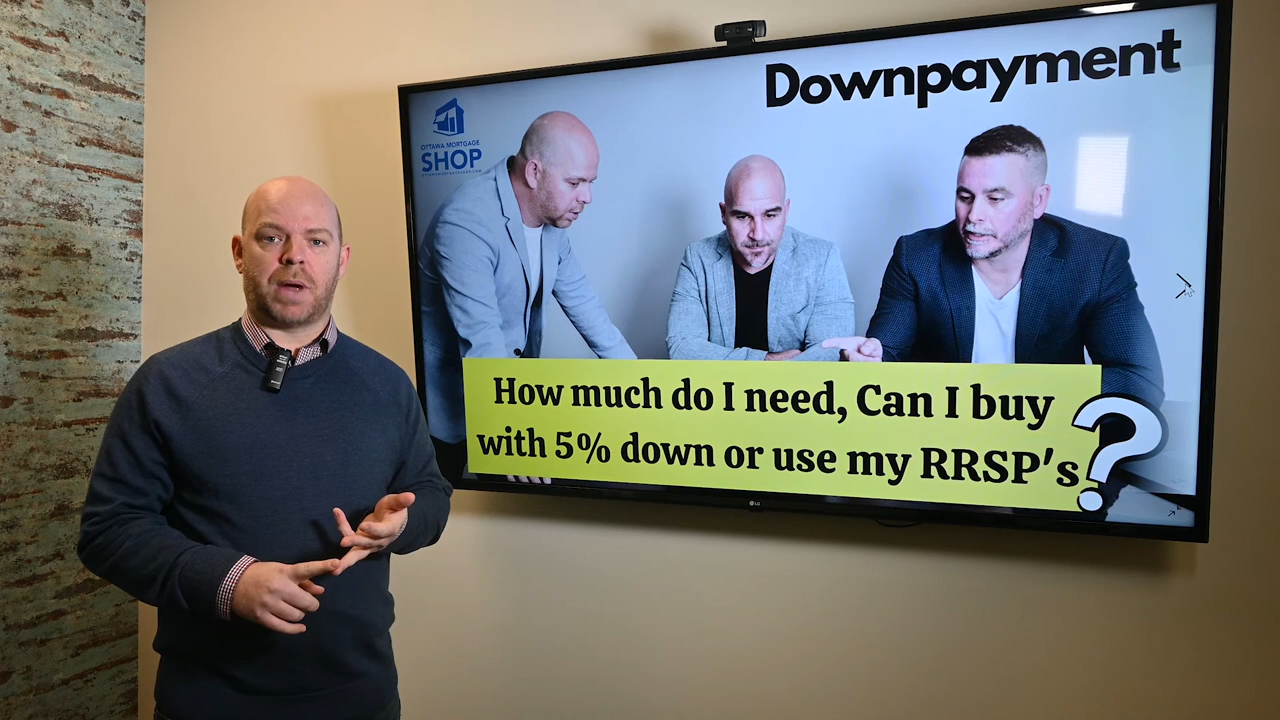 Downpayment
OTTAWA MORTGAGE
SHOP
How much do I need, Can I buy
with 5% down or use my RRSP's
?
LG